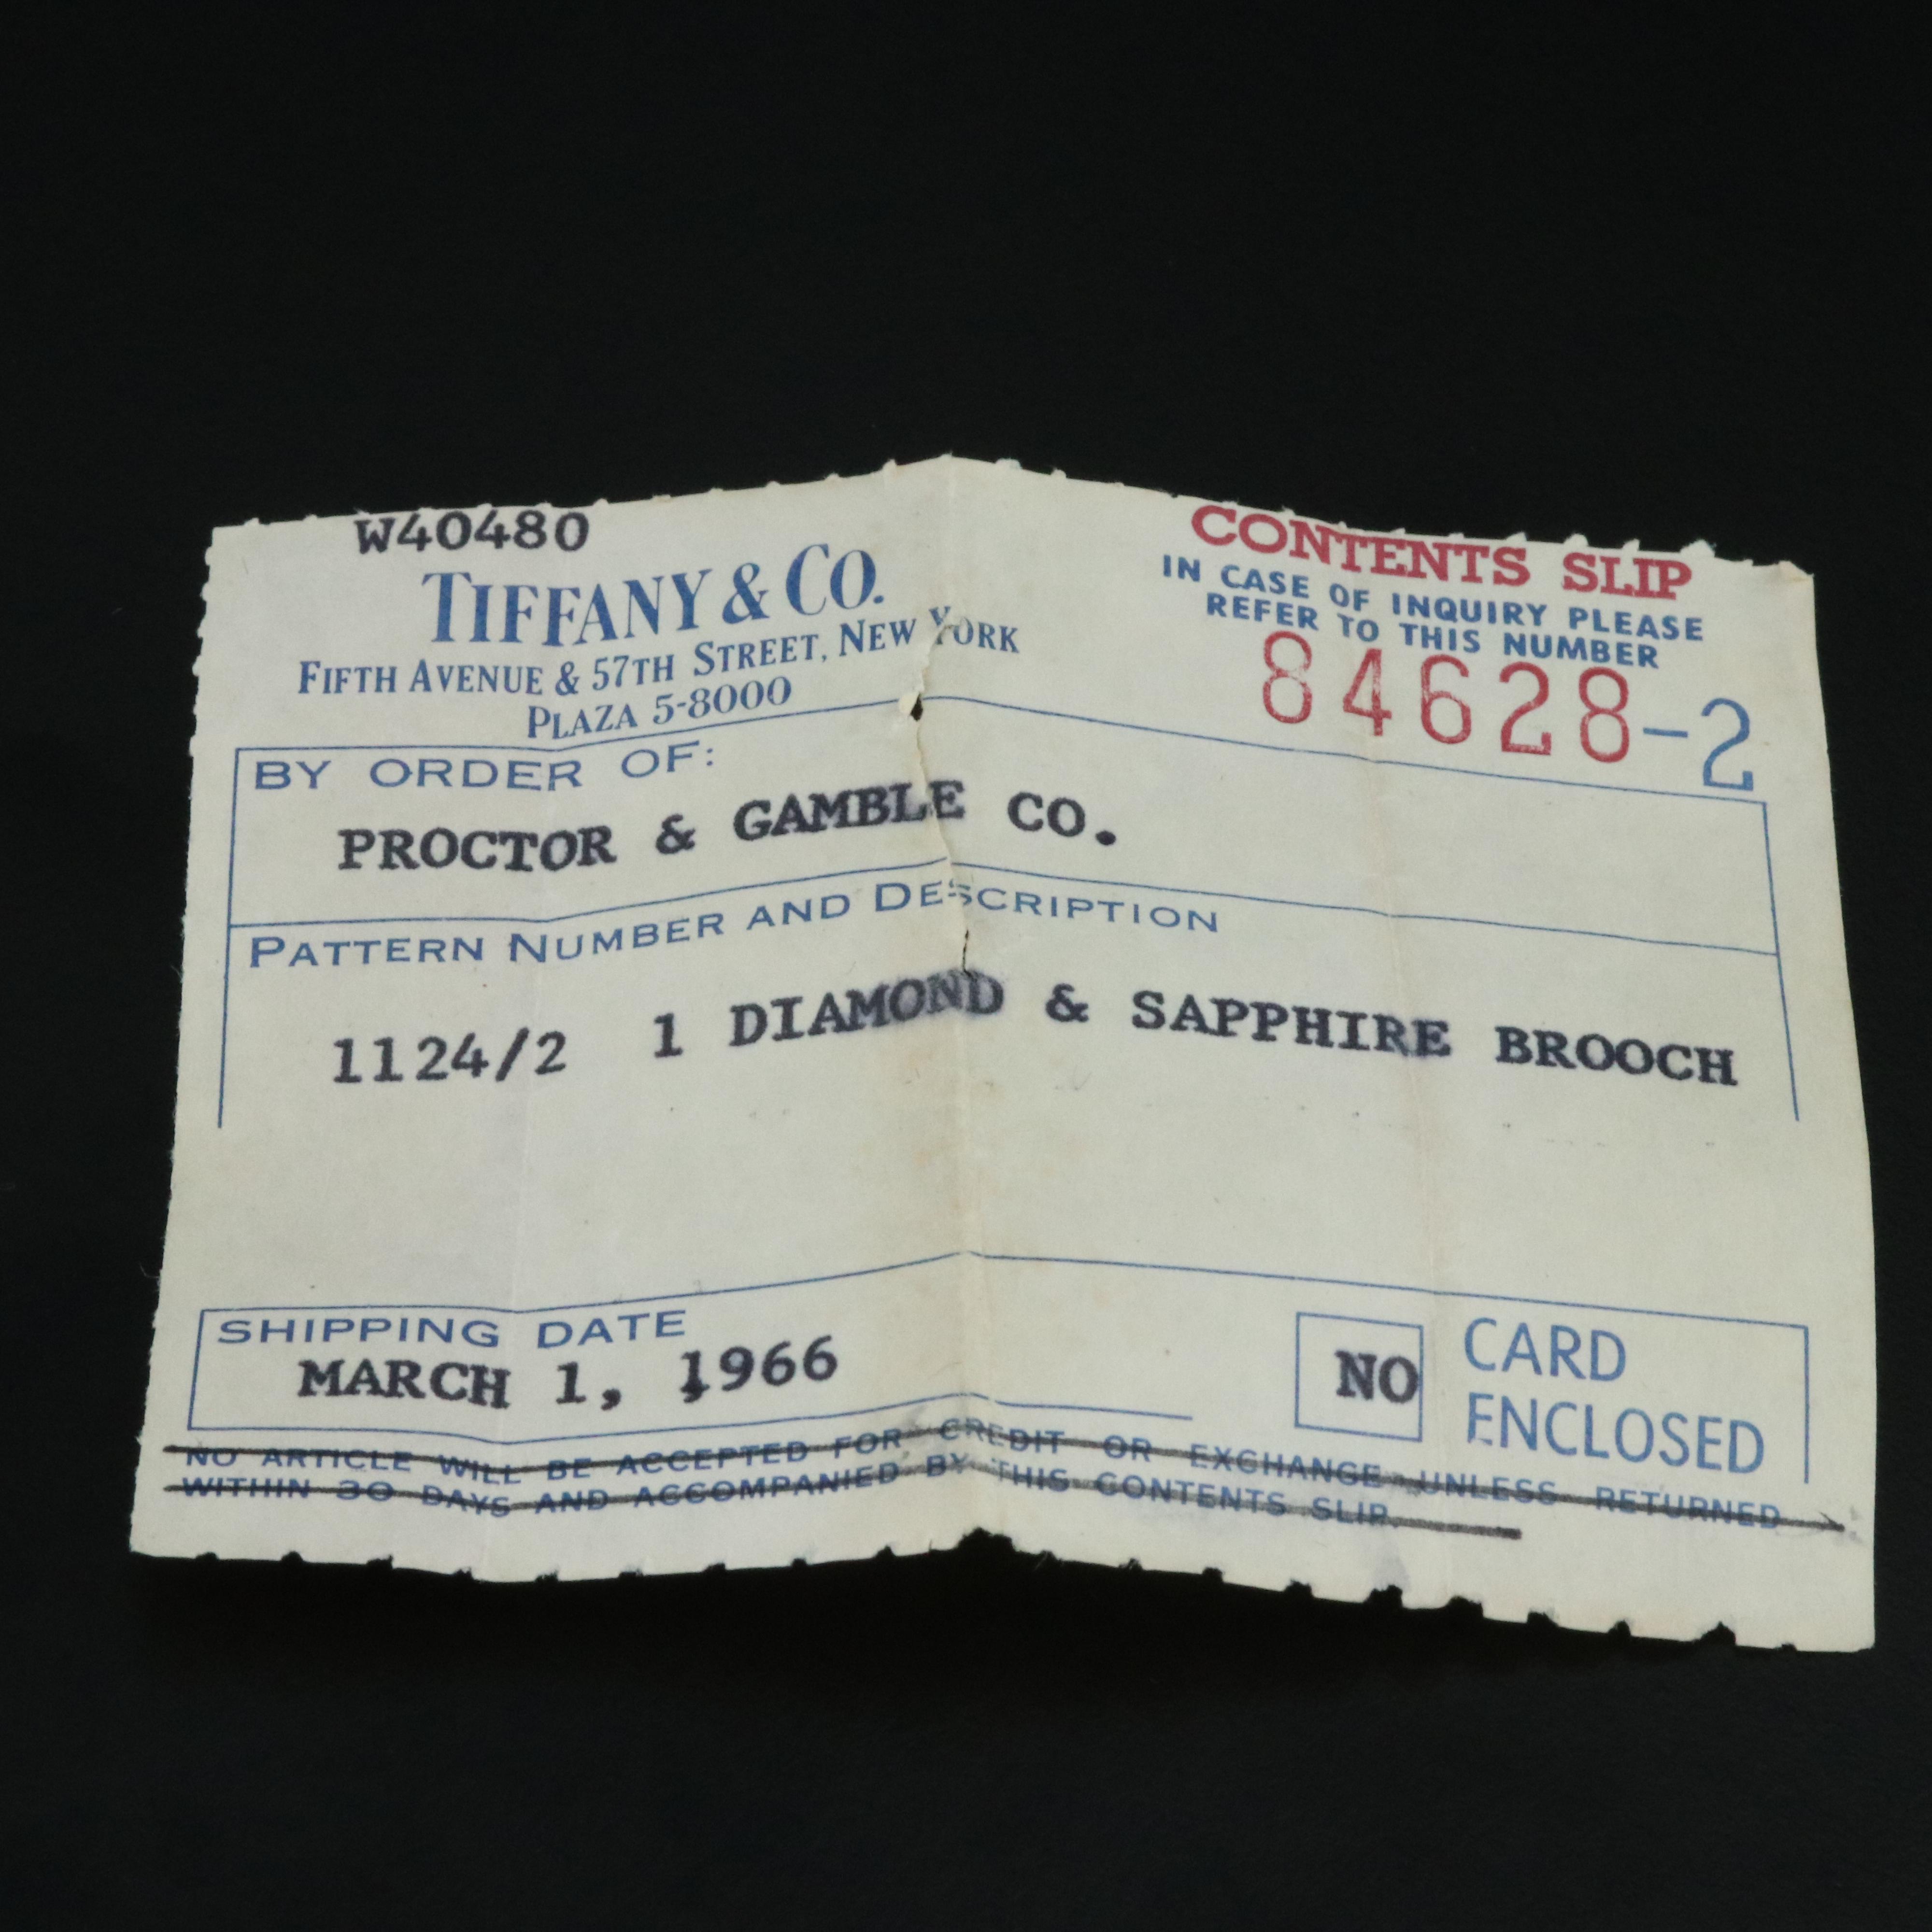 W40480
TIFFANY & CO.
FIFTH AVENUE & 57TH STREET, NEW YORK
PLAZA 5-8000
CONTENTS SLIP
IN CASE OF INQUIRY PLEASE
REFER TO THIS NUMBER
84628-2
BY ORDER OF:
PROCTOR & GAMBLE CO.
PATTERN NUMBER AND DESCRIPTION
1124/2 1 DIAMOND & SAPPHIRE BROOCH
SHIPPING DATE
MARCH 1, 1966
NO CARD
ENCLOSED
NO ARTICLE WILL BE ACCEPTED FOR CREDIT OR EXCHANGE UNLESS RETURNED
WITHIN 30 DAYS AND ACCOMPANIED BY THIS CONTENTS SLIP.